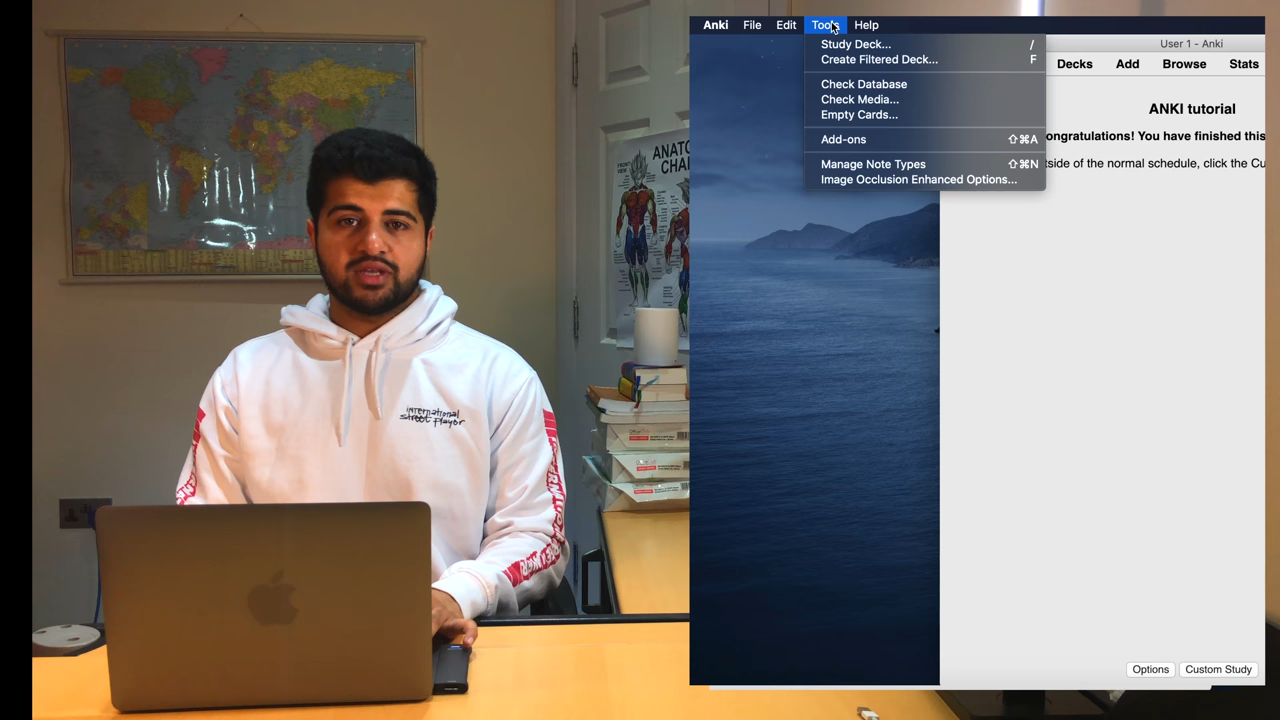 ANATO
CHA
FRONT
VIEW
international
street player
Anki File Edit Tools Help
Study Deck... /
Create Filtered Deck... F
Check Database
Check Media...
Empty Cards...
Add-ons ⇧⌘A
Manage Note Types ⇧⌘N
Image Occlusion Enhanced Options...
User 1 - Anki
Decks Add Browse Stats
ANKI tutorial
ongratulations! You have finished this
tside of the normal schedule, click the Cu
Options Custom Study